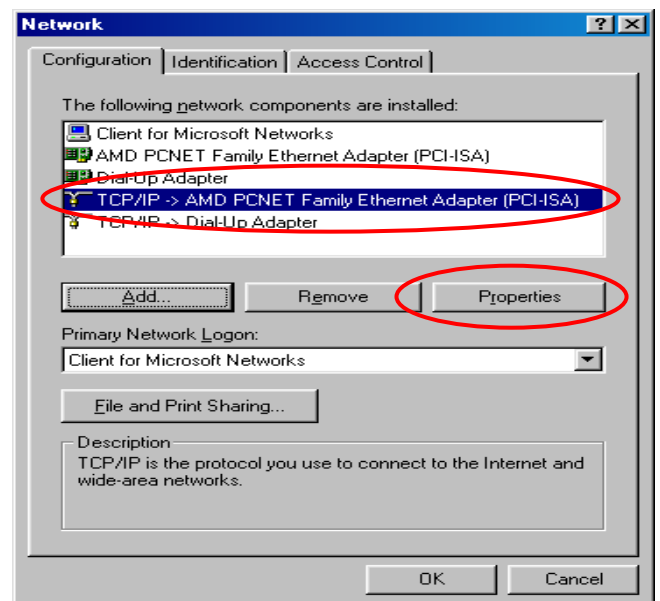 Network
Configuration Identification Access Control
The following network components are installed:
Client for Microsoft Networks
AMD PCNET Family Ethernet Adapter (PCI-ISA)
Dial-Up Adapter
TCP/IP -> AMD PCNET Family Ethernet Adapter (PCI-ISA)
TCP/IP -> Dial-Up Adapter
Add... Remove Properties
Primary Network Logon:
Client for Microsoft Networks
File and Print Sharing...
Description
TCP/IP is the protocol you use to connect to the Internet and
wide-area networks.
OK Cancel